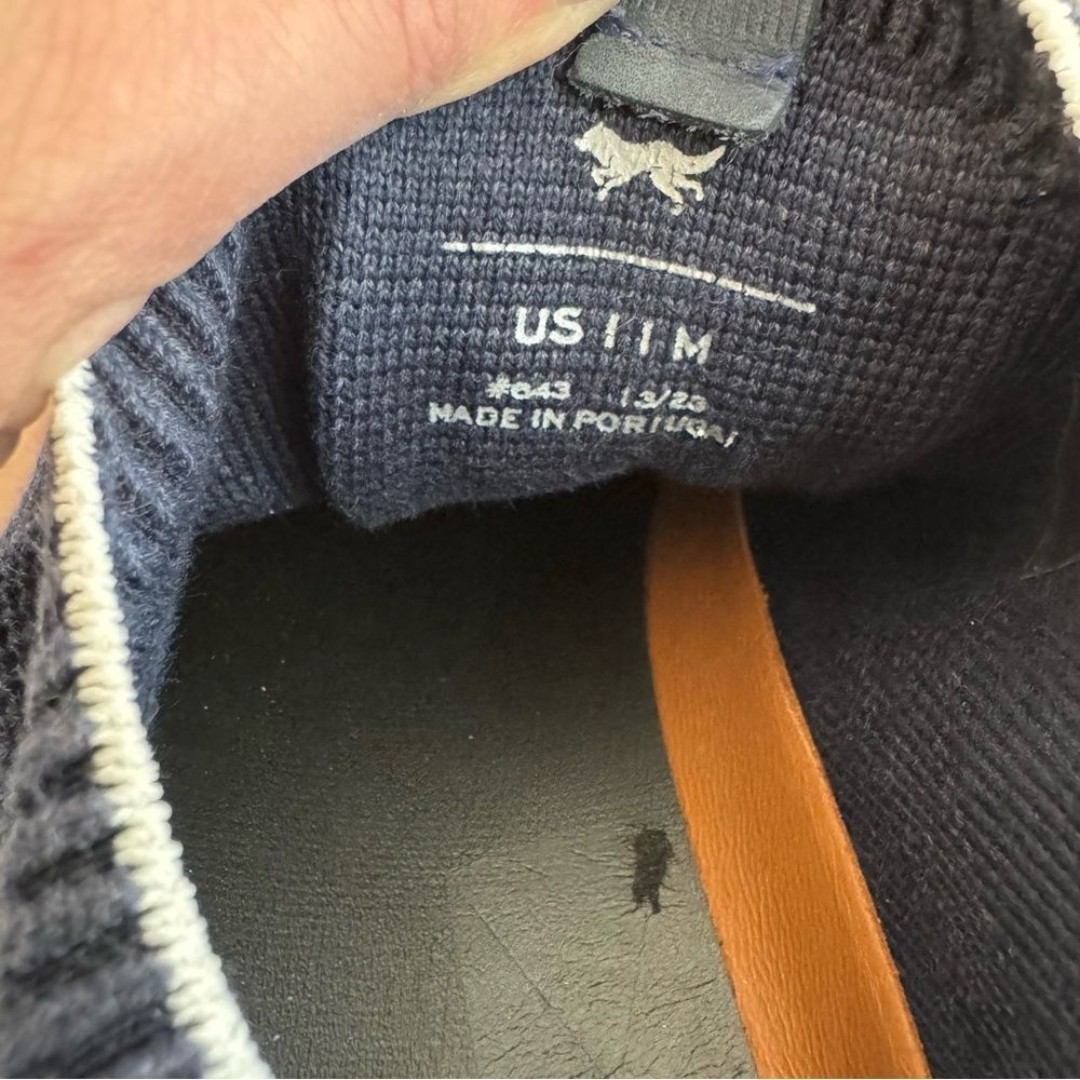 US 11 M
#643 13/23
MADE IN PORTUGAL